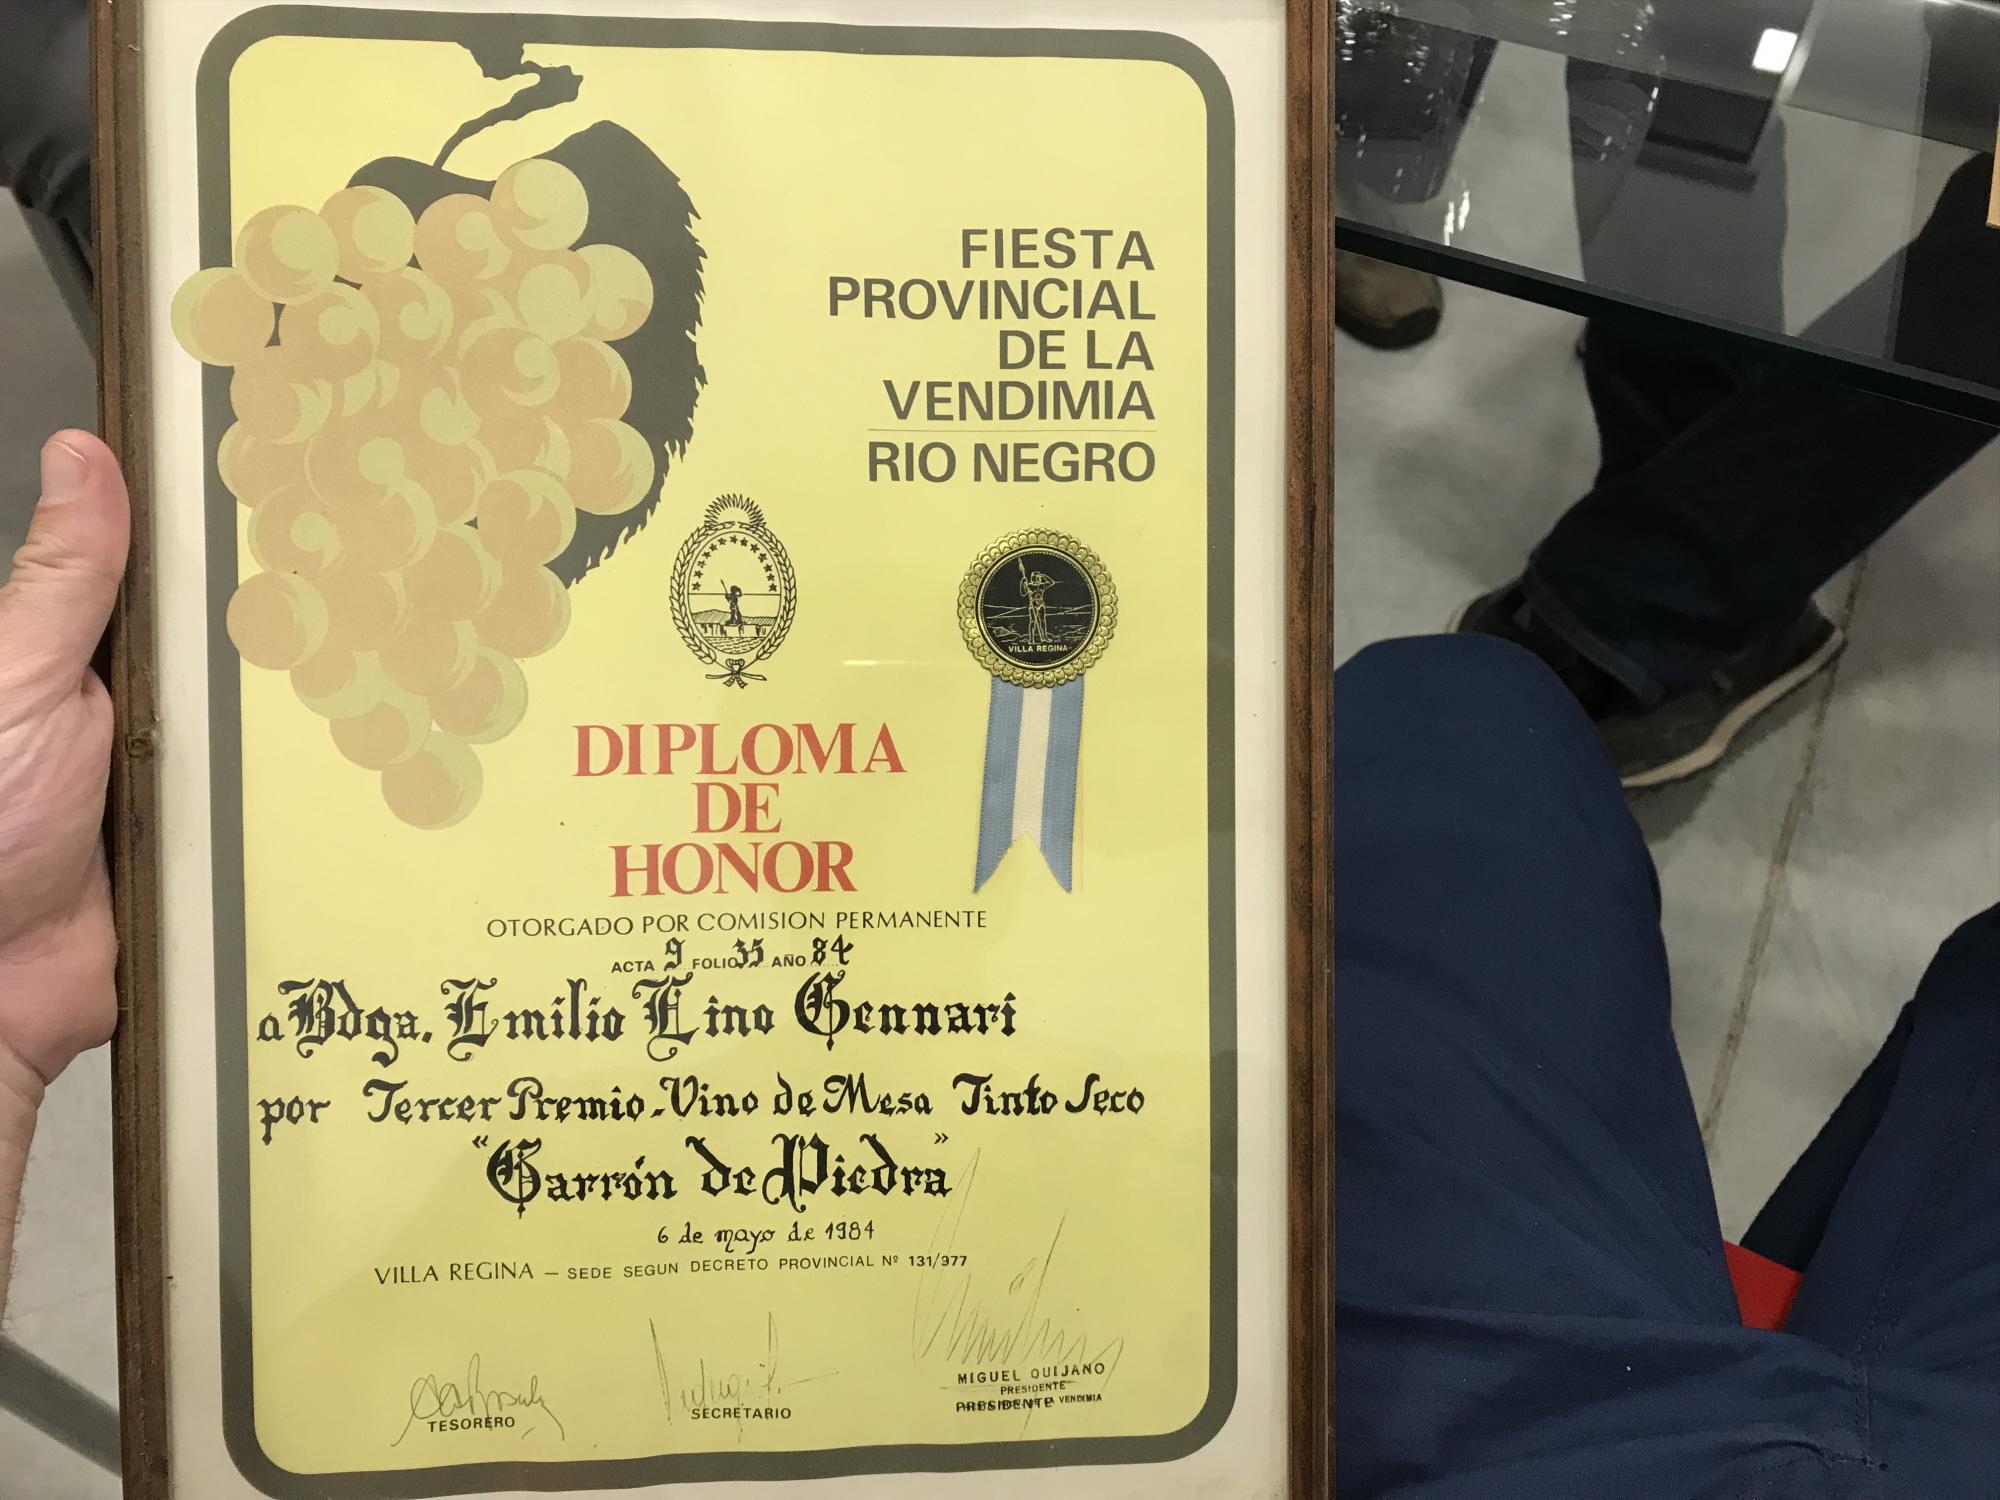 FIESTA
PROVINCIAL
DE LA
VENDIMIA
RIO NEGRO
VILLA REGINA
DIPLOMA
DE
HONOR
OTORGADO POR COMISION PERMANENTE
ACTA 9 FOLIO 35 AÑO 84
a Bdga. Emilio Lino Gennari
por Tercer Premio-Vino de Mesa Tinto Seco
"Garrón de Piedra"
6 de mayo de 1984
VILLA REGINA — SEDE SEGUN DECRETO PROVINCIAL Nº 131/977
TESORERO
SECRETARIO
MIGUEL QUIJANO
PRESIDENTE
PRESIDENTE LA VENDIMIA